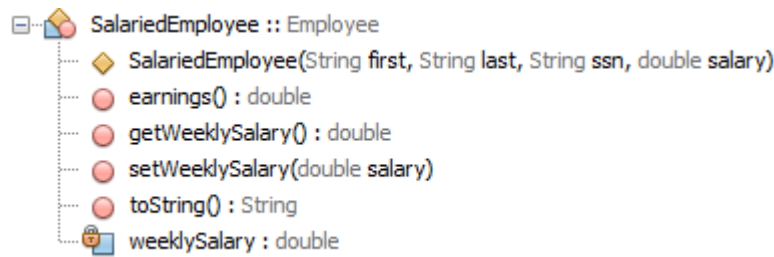 SalariedEmployee :: Employee
SalariedEmployee(String first, String last, String ssn, double salary)
earnings() : double
getWeeklySalary() : double
setWeeklySalary(double salary)
toString() : String
weeklySalary : double